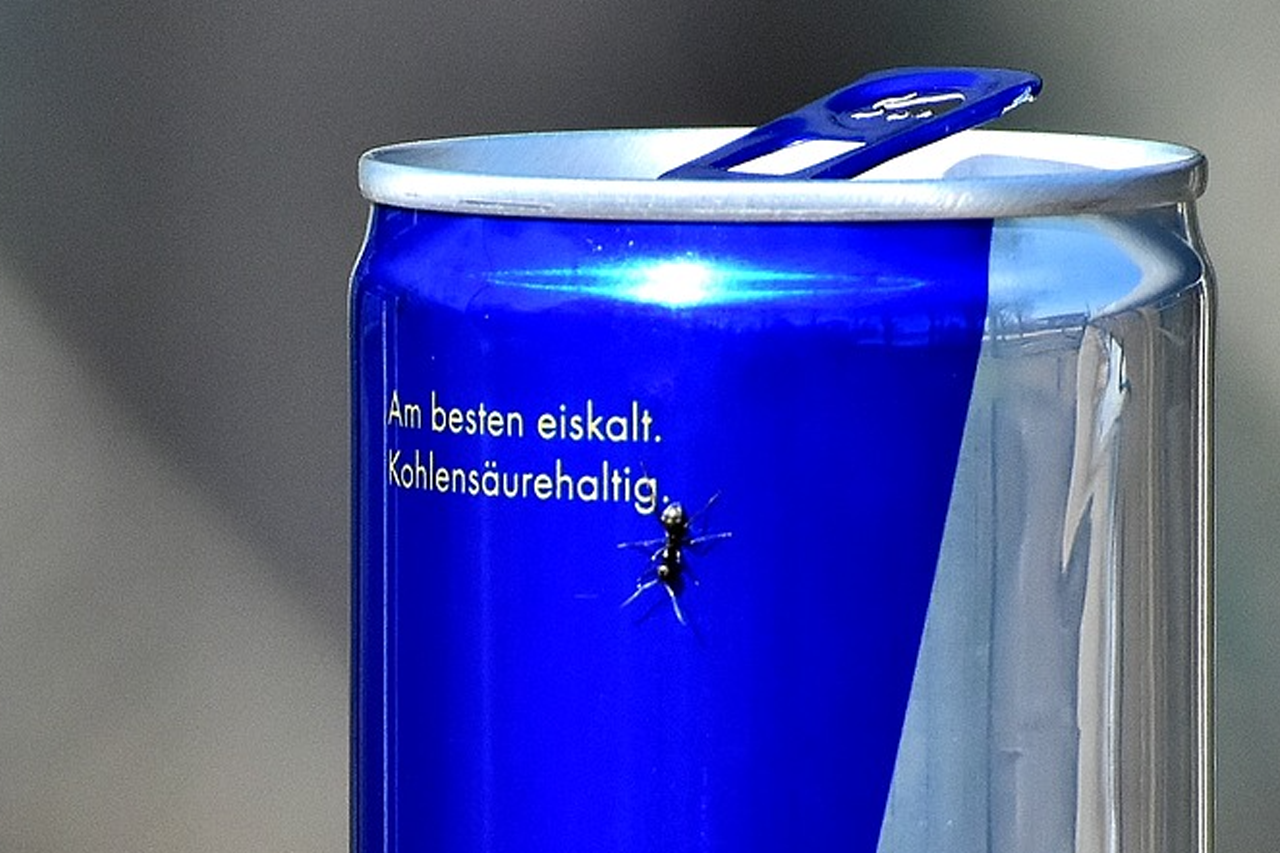 Am besten eiskalt.
Kohlensäurehaltig.